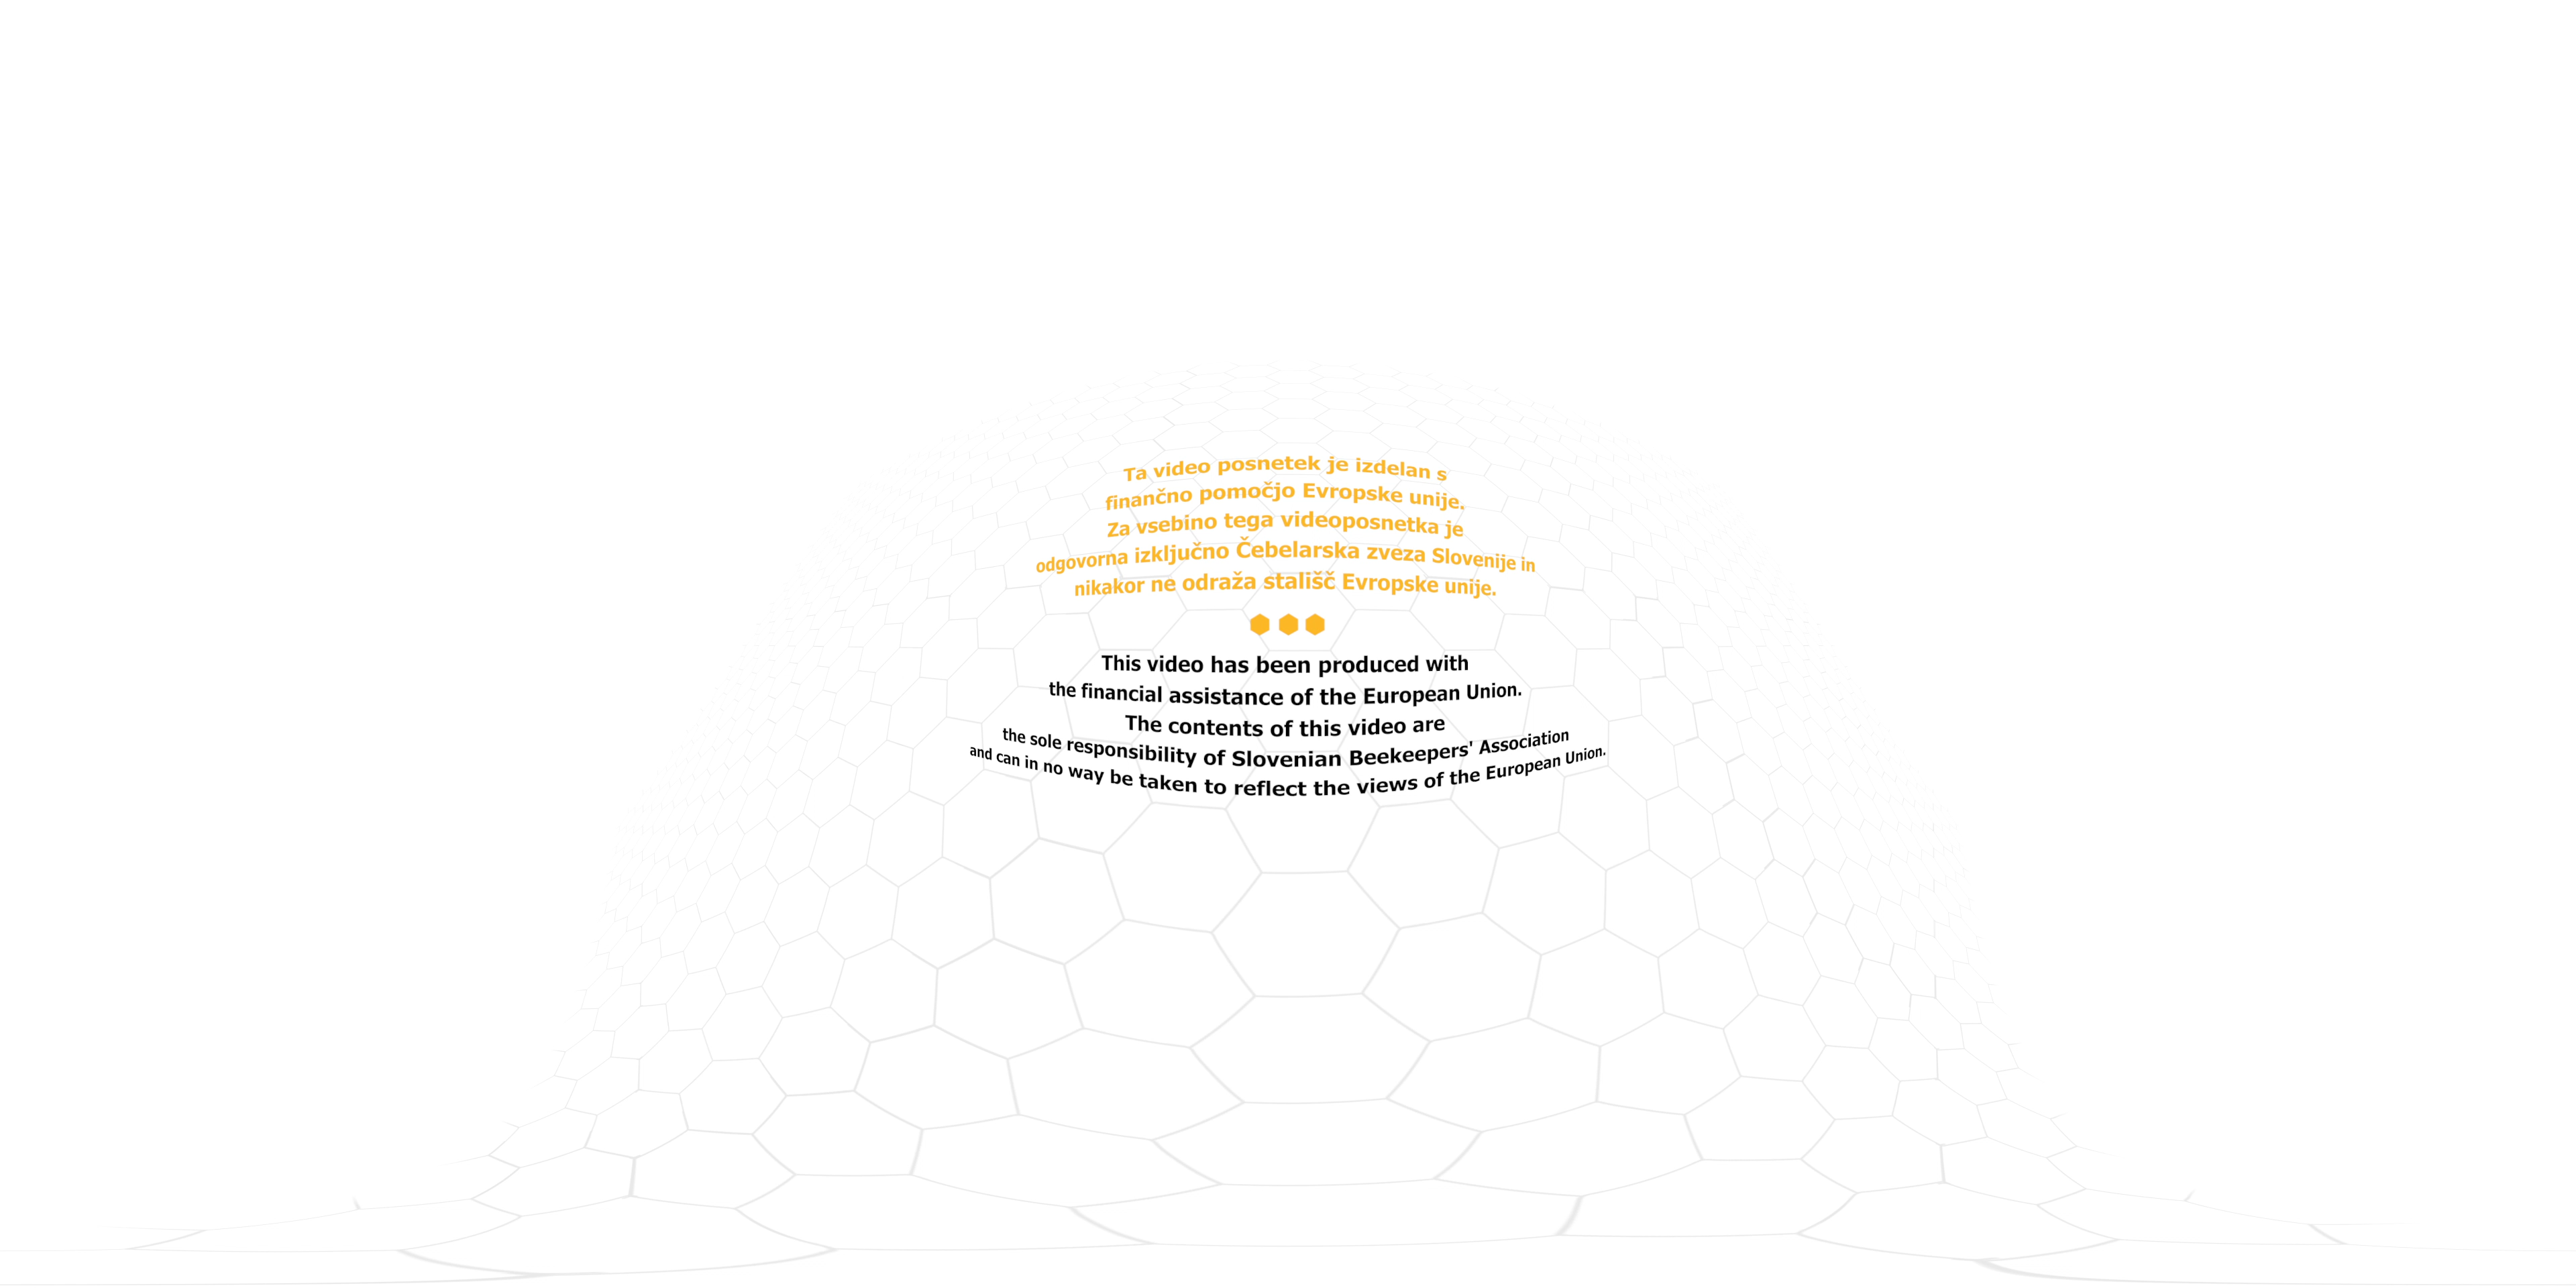 Ta video posnetek je izdelan s
finančno pomočjo Evropske unije.
Za vsebino tega videoposnetka je
odgovorna izključno Čebelarska zveza Slovenije in
nikakor ne odraža stališč Evropske unije.
This video has been produced with
the financial assistance of the European Union.
The contents of this video are
the sole responsibility of Slovenian Beekeepers' Association
and can in no way be taken to reflect the views of the European Union.